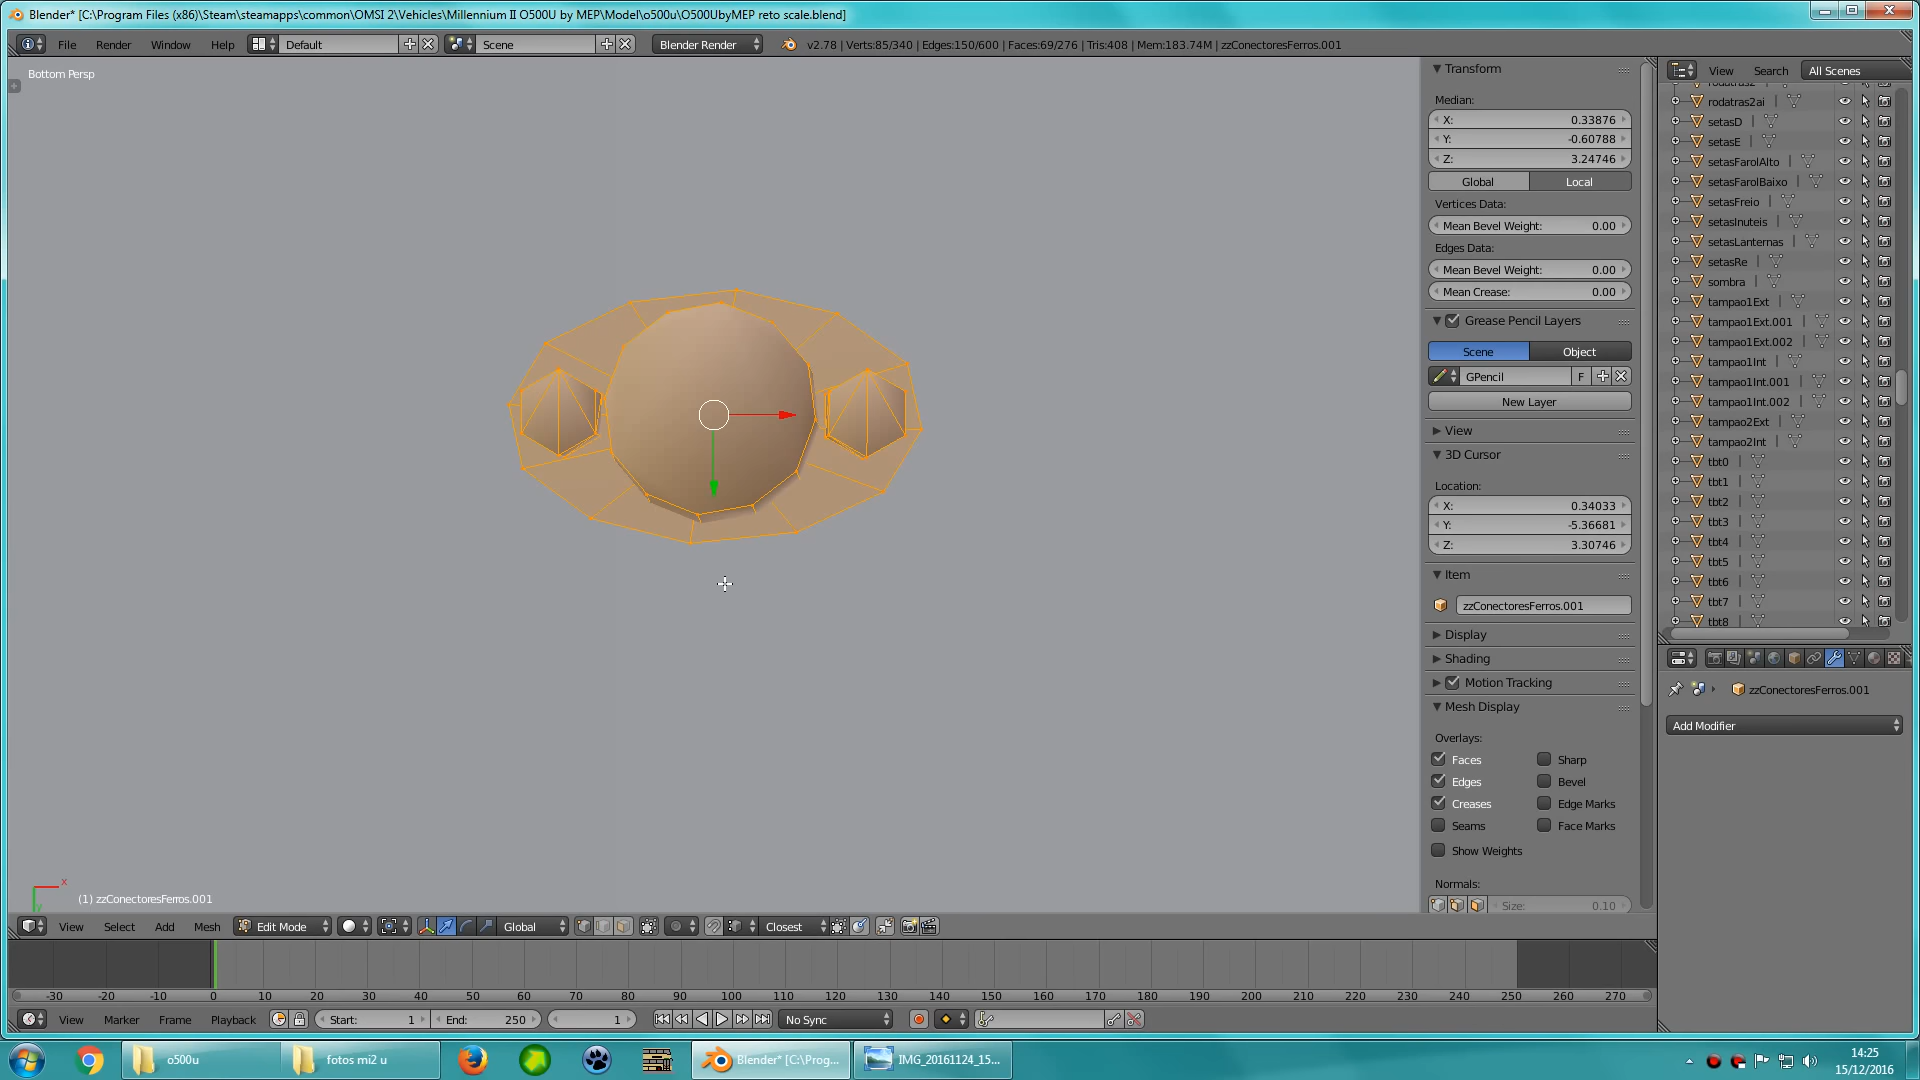 Blender* [C:\Program Files (x86)\Steam\steamapps\common\OMSI 2\Vehicles\Millennium II O500U by MEP\Model\o500u\O500UbyMEP reto scale.blend]
File Render Window Help Default Scene Blender Render v2.78 | Verts:85/340 | Edges:150/600 | Faces:69/276 | Tris:408 | Mem:183.74M | zzConectoresFerros.001
Bottom Persp
(1) zzConectoresFerros.001
Transform
Median:
X: 0.33876
Y: -0.60788
Z: 3.24746
Global Local
Vertices Data:
Mean Bevel Weight: 0.00
Edges Data:
Mean Bevel Weight: 0.00
Mean Crease: 0.00
Grease Pencil Layers
Scene Object
GPencil F
New Layer
View
3D Cursor
Location:
X: 0.34033
Y: -5.36681
Z: 3.30746
Item
zzConectoresFerros.001
Display
Shading
Motion Tracking
Mesh Display
Overlays:
Faces Sharp
Edges Bevel
Creases Edge Marks
Seams Face Marks
Show Weights
Normals:
Size: 0.10
View Search All Scenes
rodatras2
rodatras2ai
setasD
setasE
setasFarolAlto
setasFarolBaixo
setasFreio
setasInuteis
setasLanternas
setasRe
sombra
tampao1Ext
tampao1Ext.001
tampao1Ext.002
tampao1Int
tampao1Int.001
tampao1Int.002
tampao2Ext
tampao2Int
tbt0
tbt1
tbt2
tbt3
tbt4
tbt5
tbt6
tbt7
tbt8
zzConectoresFerros.001
Add Modifier
x
y
View Select Add Mesh Edit Mode Global Closest
-30 -20 -10 0 10 20 30 40 50 60 70 80 90 100 110 120 130 140 150 160 170 180 190 200 210 220 230 240 250 260 270
View Marker Frame Playback Start: 1 End: 250 1 No Sync
o500u fotos mi2 u Blender* [C:\Prog... IMG_20161124_15...
14:25
15/12/2016